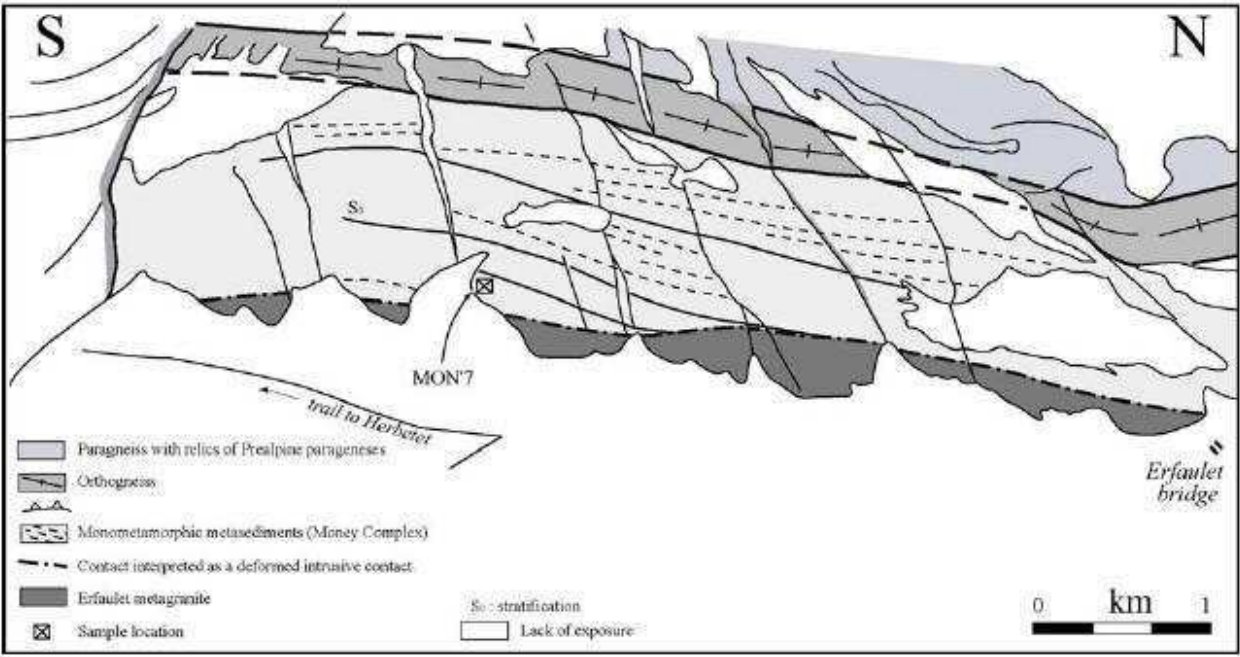 S
N
S₀
MON'7
trail to Herbetet
Erfaulet
bridge
Paragneiss with relics of Prealpine parageneses
Orthogneiss
Monometamorphic metasediments (Money Complex)
Contact interpreted as a deformed intrusive contact
Erfaulet metagranite
Sample location
S₀ : stratification
Lack of exposure
0 km 1